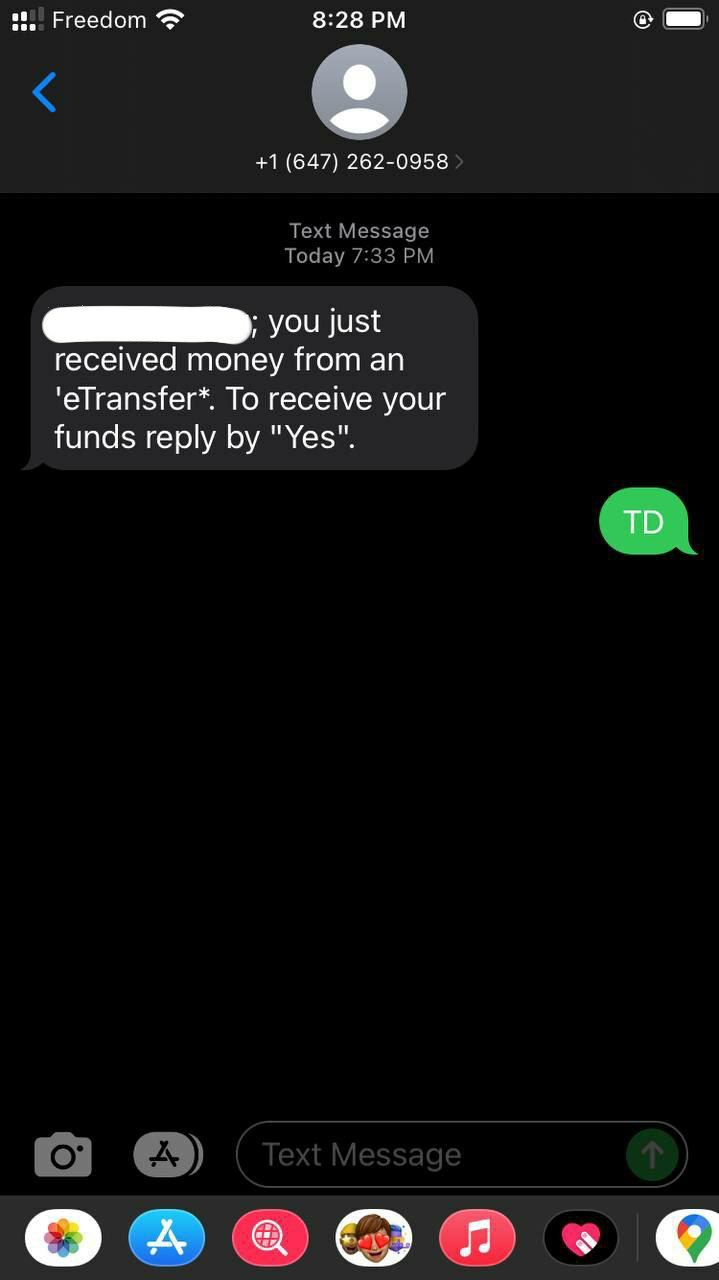 Freedom 8:28 PM
+1 (647) 262-0958
Text Message
Today 7:33 PM
; you just
received money from an
'eTransfer*. To receive your
funds reply by "Yes".
TD
Text Message